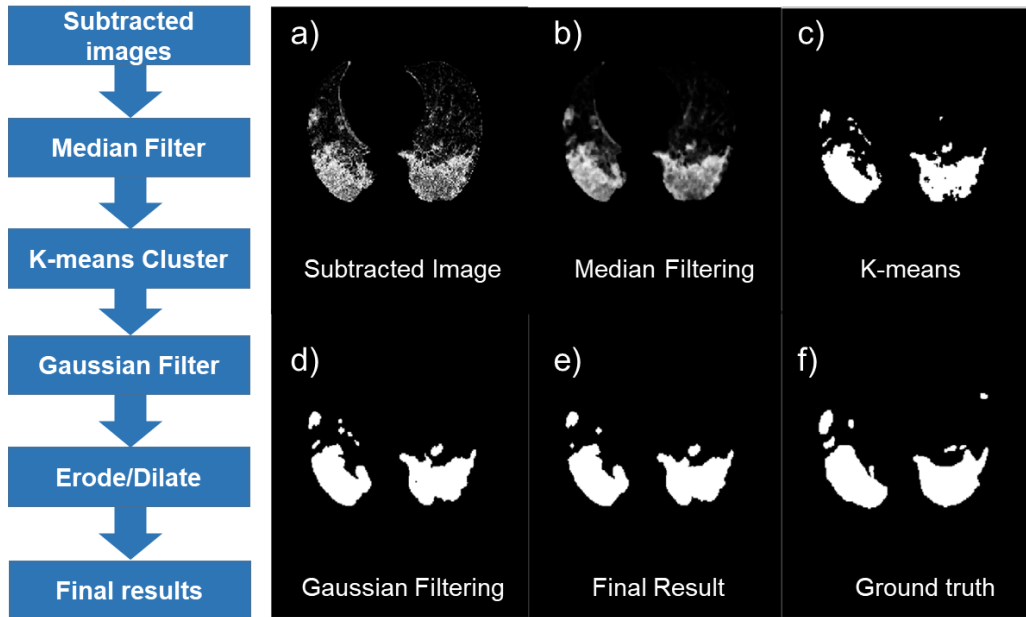 Subtracted
images
Median Filter
K-means Cluster
Gaussian Filter
Erode/Dilate
Final results
a)
Subtracted Image
b)
Median Filtering
c)
K-means
d)
Gaussian Filtering
e)
Final Result
f)
Ground truth